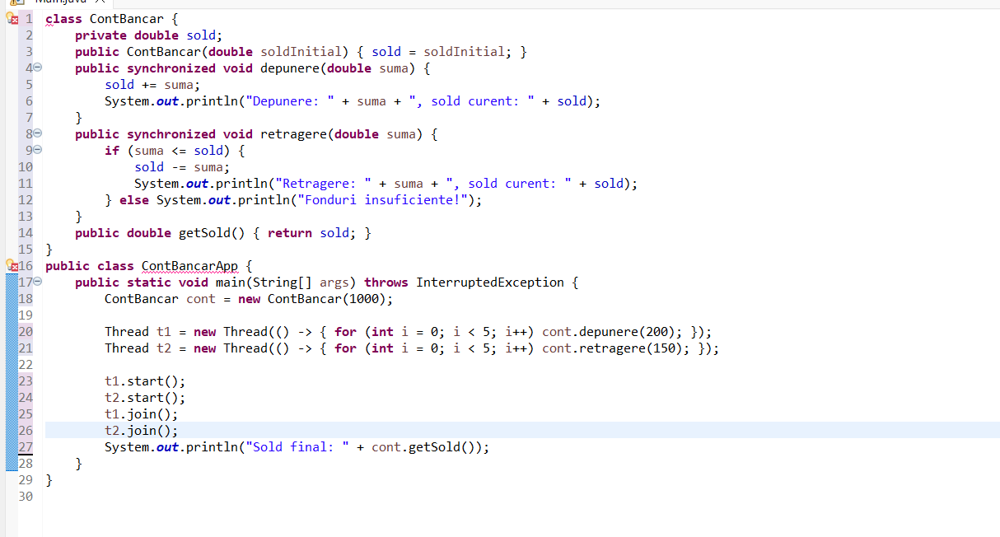 Main.java
1 class ContBancar {
2     private double sold;
3     public ContBancar(double soldInitial) { sold = soldInitial; }
4     public synchronized void depunere(double suma) {
5         sold += suma;
6         System.out.println("Depunere: " + suma + ", sold curent: " + sold);
7     }
8     public synchronized void retragere(double suma) {
9         if (suma <= sold) {
10             sold -= suma;
11             System.out.println("Retragere: " + suma + ", sold curent: " + sold);
12         } else System.out.println("Fonduri insuficiente!");
13     }
14     public double getSold() { return sold; }
15 }
16 public class ContBancarApp {
17     public static void main(String[] args) throws InterruptedException {
18         ContBancar cont = new ContBancar(1000);
19
20         Thread t1 = new Thread(() -> { for (int i = 0; i < 5; i++) cont.depunere(200); });
21         Thread t2 = new Thread(() -> { for (int i = 0; i < 5; i++) cont.retragere(150); });
22
23         t1.start();
24         t2.start();
25         t1.join();
26         t2.join();
27         System.out.println("Sold final: " + cont.getSold());
28     }
29 }
30